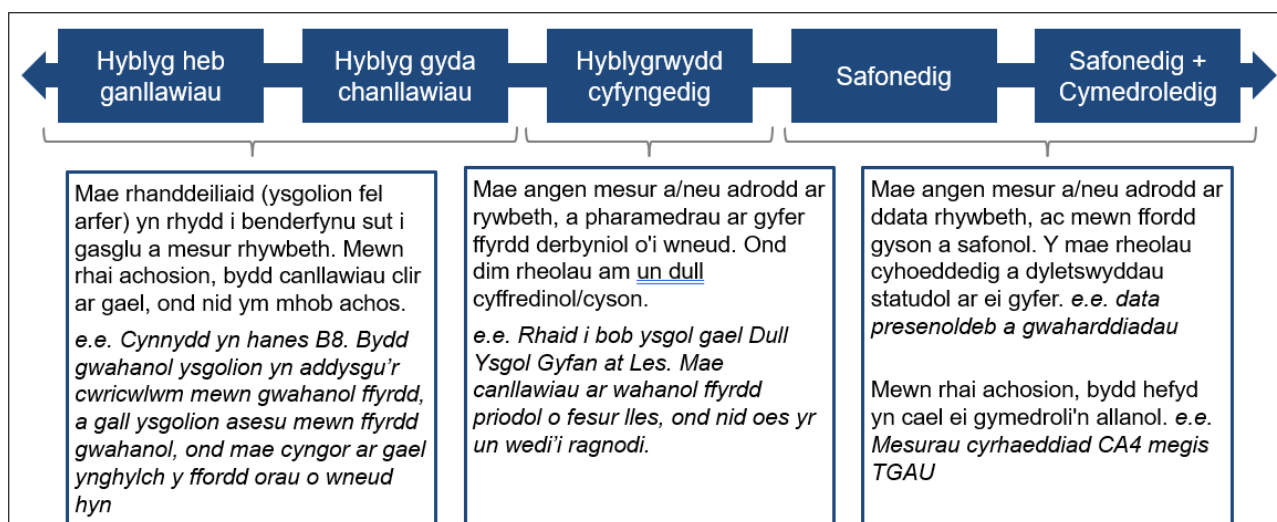 Hyblyg heb
ganllawiau
Hyblyg gyda
chanllawiau
Hyblygrwydd
cyfyngedig
Safonedig
Safonedig +
Cymedroledig
Mae rhanddeiliaid (ysgolion fel
arfer) yn rhydd i benderfynu sut i
gasglu a mesur rhywbeth. Mewn
rhai achosion, bydd canllawiau clir
ar gael, ond nid ym mhob achos.
e.e. Cynnydd yn hanes B8. Bydd
gwahanol ysgolion yn addysgu'r
cwricwlwm mewn gwahanol ffyrdd,
a gall ysgolion asesu mewn ffyrdd
gwahanol, ond mae cyngor ar gael
ynghylch y ffordd orau o wneud
hyn
Mae angen mesur a/neu adrodd ar
rywbeth, a pharamedrau ar gyfer
ffyrdd derbyniol o'i wneud. Ond
dim rheolau am un dull
cyffredinol/cyson.
e.e. Rhaid i bob ysgol gael Dull
Ysgol Gyfan at Les. Mae
canllawiau ar wahanol ffyrdd
priodol o fesur lles, ond nid oes yr
un wedi'i ragnodi.
Mae angen mesur a/neu adrodd ar
ddata rhywbeth, ac mewn ffordd
gyson a safonol. Y mae rheolau
cyhoeddedig a dyletswyddau
statudol ar ei gyfer. e.e. data
presenoldeb a gwaharddiadau
Mewn rhai achosion, bydd hefyd
yn cael ei gymedroli'n allanol. e.e.
Mesurau cyrhaeddiad CA4 megis
TGAU